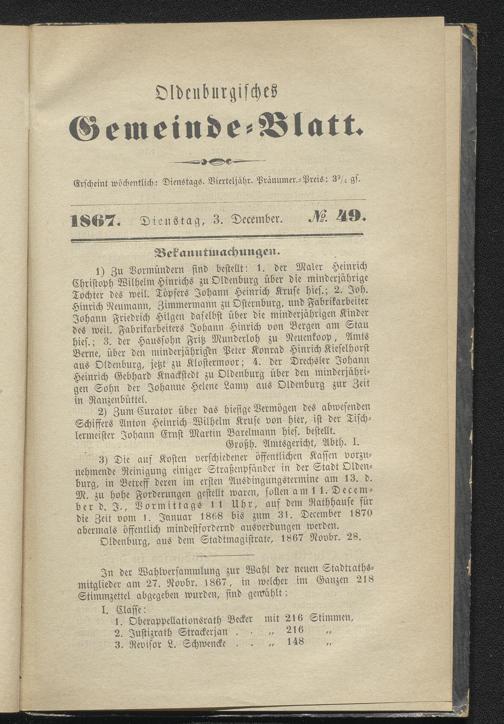 Oldenburgisches
Gemeinde=Blatt.
Erscheint wöchentlich: Dienstags. Vierteljähr. Pränumer.=Preis: 3¾ gs.
1867. Dienstag, 3. December. № 49.
Bekanntmachungen.
1) Zu Vormündern sind bestellt: 1. der Maler Heinrich
Christoph Wilhelm Hinrichs zu Oldenburg über die minderjährige
Tochter des weil. Töpfers Johann Heinrich Kruse hies.; 2. Joh.
Hinrich Neumann, Zimmermann zu Osternburg, und Fabrikarbeiter
Johann Friedrich Hilgen daselbst über die minderjährigen Kinder
des weil. Fabrikarbeiters Johann Hinrich von Bergen am Stau
hies.; 3. der Haussohn Fritz Munderloh zu Neuenkoop, Amts
Berne, über den minderjährigen Peter Konrad Hinrich Kieselhorst
aus Oldenburg, jetzt zu Klostermoor; 4. der Drechsler Johann
Heinrich Gebhard Knackstedt zu Oldenburg über den minderjähri-
gen Sohn der Johanne Helene Lamy aus Oldenburg zur Zeit
in Ranzenbüttel.
2) Zum Curator über das hiesige Vermögen des abwesenden
Schiffers Anton Heinrich Wilhelm Kruse von hier, ist der Tisch-
lermeister Johann Ernst Martin Barelmann hies. bestellt.
Großh. Amtsgericht, Abth. I.
3) Die auf Kosten verschiedener öffentlichen Kassen vorzu-
nehmende Reinigung einiger Straßenpfänder in der Stadt Olden-
burg, in Betreff deren im ersten Ausdingungstermine am 13. d.
M. zu hohe Forderungen gestellt waren, sollen am 11. Decem-
ber d. J., Vormittags 11 Uhr, auf dem Rathhause für
die Zeit vom 1. Januar 1868 bis zum 31. December 1870
abermals öffentlich mindestfordernd ausverdungen werden.
Oldenburg, aus dem Stadtmagistrate, 1867 Novbr. 28.
In der Wahlversammlung zur Wahl der neuen Stadtraths-
mitglieder am 27. Novbr. 1867, in welcher im Ganzen 218
Stimmzettel abgegeben wurden, sind gewählt:
I. Classe:
1. Oberappellationsrath Becker mit 216 Stimmen,
2. Justizrath Strackerjan . . „ 216 „
3. Revisor L. Schwencke . . „ 148 „